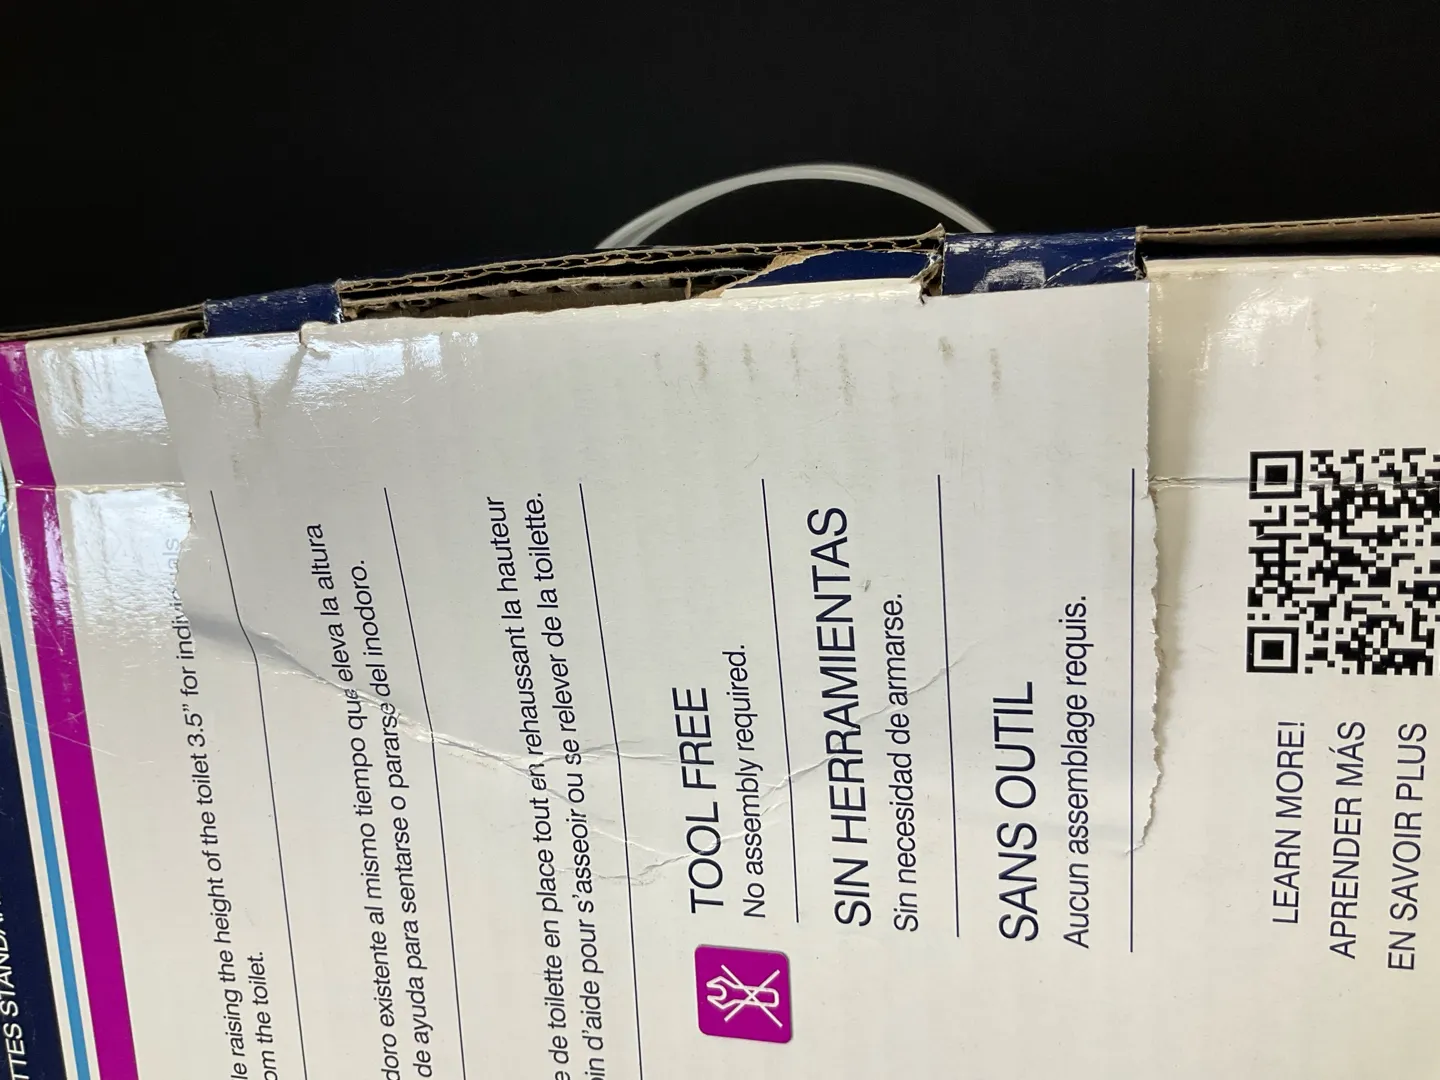 TTES STANDA
le raising the height of the toilet 3.5" for individuals
om the toilet.
doro existente al mismo tiempo que eleva la altura
de ayuda para sentarse o pararse del inodoro.
e de toilette en place tout en rehaussant la hauteur
in d'aide pour s'asseoir ou se relever de la toilette.
TOOL FREE
No assembly required.
SIN HERRAMIENTAS
Sin necesidad de armarse.
SANS OUTIL
Aucun assemblage requis.
LEARN MORE!
APRENDER MÁS
EN SAVOIR PLUS